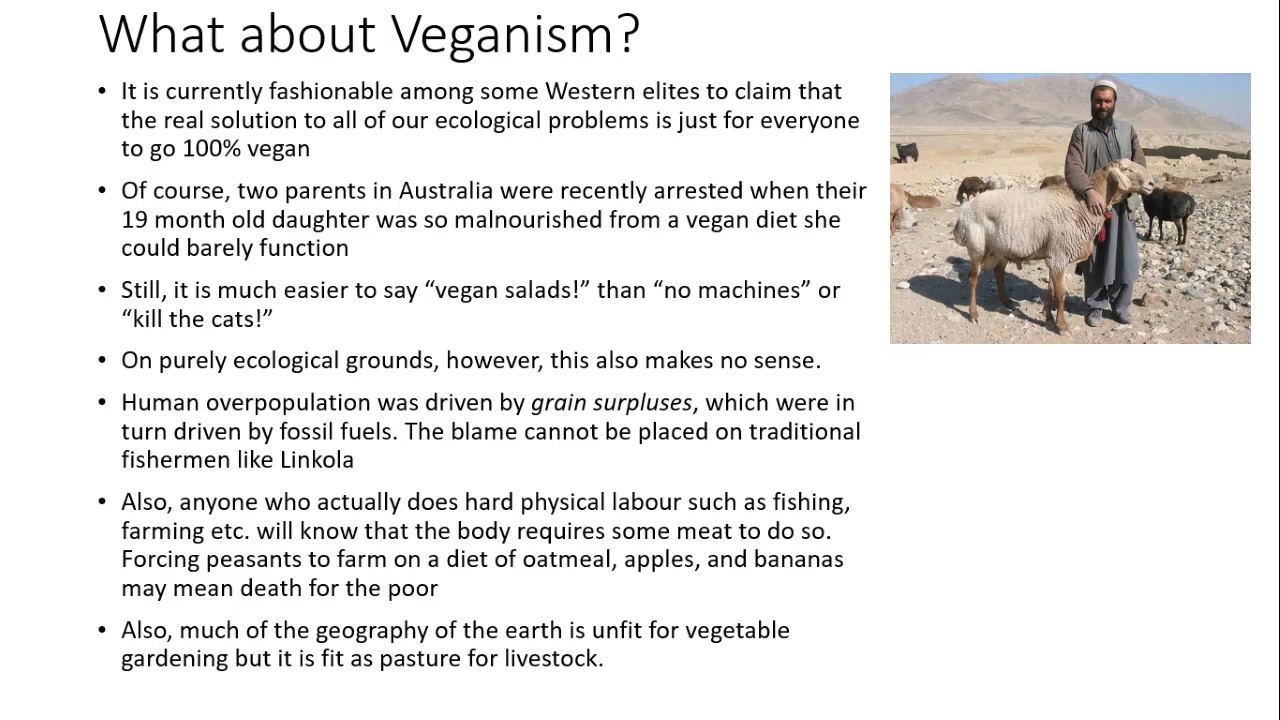 What about Veganism?
• It is currently fashionable among some Western elites to claim that
the real solution to all of our ecological problems is just for everyone
to go 100% vegan
• Of course, two parents in Australia were recently arrested when their
19 month old daughter was so malnourished from a vegan diet she
could barely function
• Still, it is much easier to say “vegan salads!” than “no machines” or
“kill the cats!”
• On purely ecological grounds, however, this also makes no sense.
• Human overpopulation was driven by grain surpluses, which were in
turn driven by fossil fuels. The blame cannot be placed on traditional
fishermen like Linkola
• Also, anyone who actually does hard physical labour such as fishing,
farming etc. will know that the body requires some meat to do so.
Forcing peasants to farm on a diet of oatmeal, apples, and bananas
may mean death for the poor
• Also, much of the geography of the earth is unfit for vegetable
gardening but it is fit as pasture for livestock.